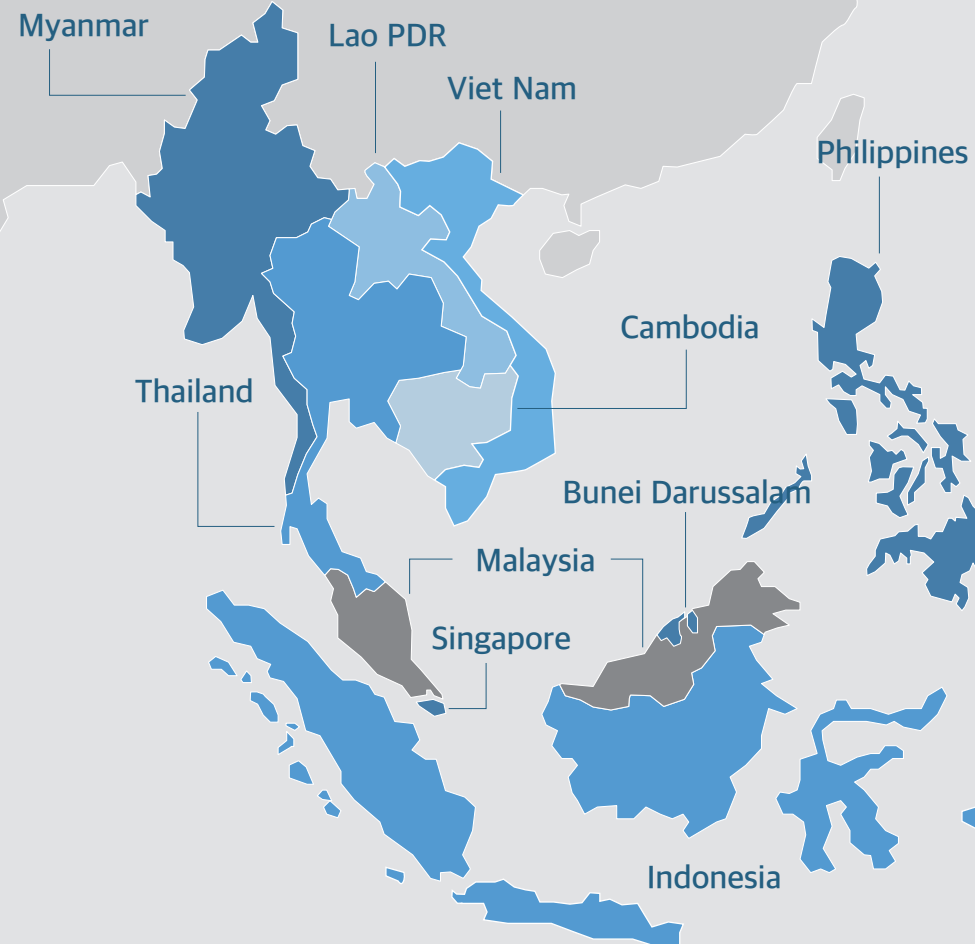 Myanmar
Lao PDR
Viet Nam
Philippines
Cambodia
Thailand
Bunei Darussalam
Malaysia
Singapore
Indonesia